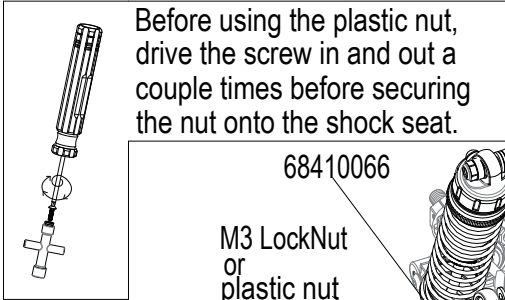 Before using the plastic nut,
drive the screw in and out a
couple times before securing
the nut onto the shock seat.
68410066
M3 LockNut
or
plastic nut